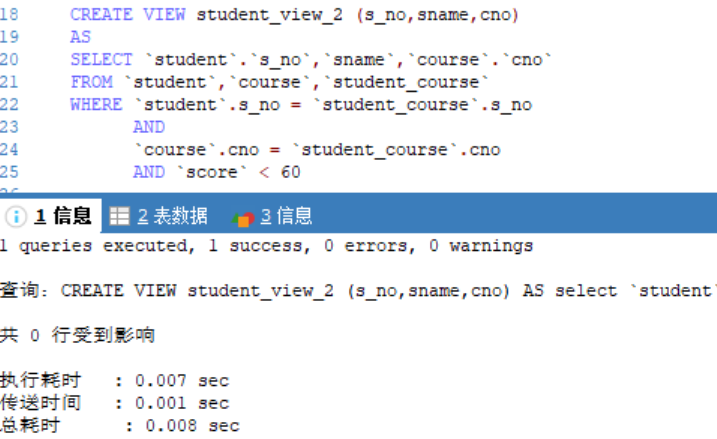 18 CREATE VIEW student_view_2 (s_no,sname,cno)
19 AS
20 SELECT `student`.`s_no`,`sname`,`course`.`cno`
21 FROM `student`,`course`,`student_course`
22 WHERE `student`.s_no = `student_course`.s_no
23 AND
24 `course`.cno = `student_course`.cno
25 AND `score` < 60
1 信息 2 表数据 3 信息
1 queries executed, 1 success, 0 errors, 0 warnings
查询: CREATE VIEW student_view_2 (s_no,sname,cno) AS select `student`
共 0 行受到影响
执行耗时 : 0.007 sec
传送时间 : 0.001 sec
总耗时 : 0.008 sec